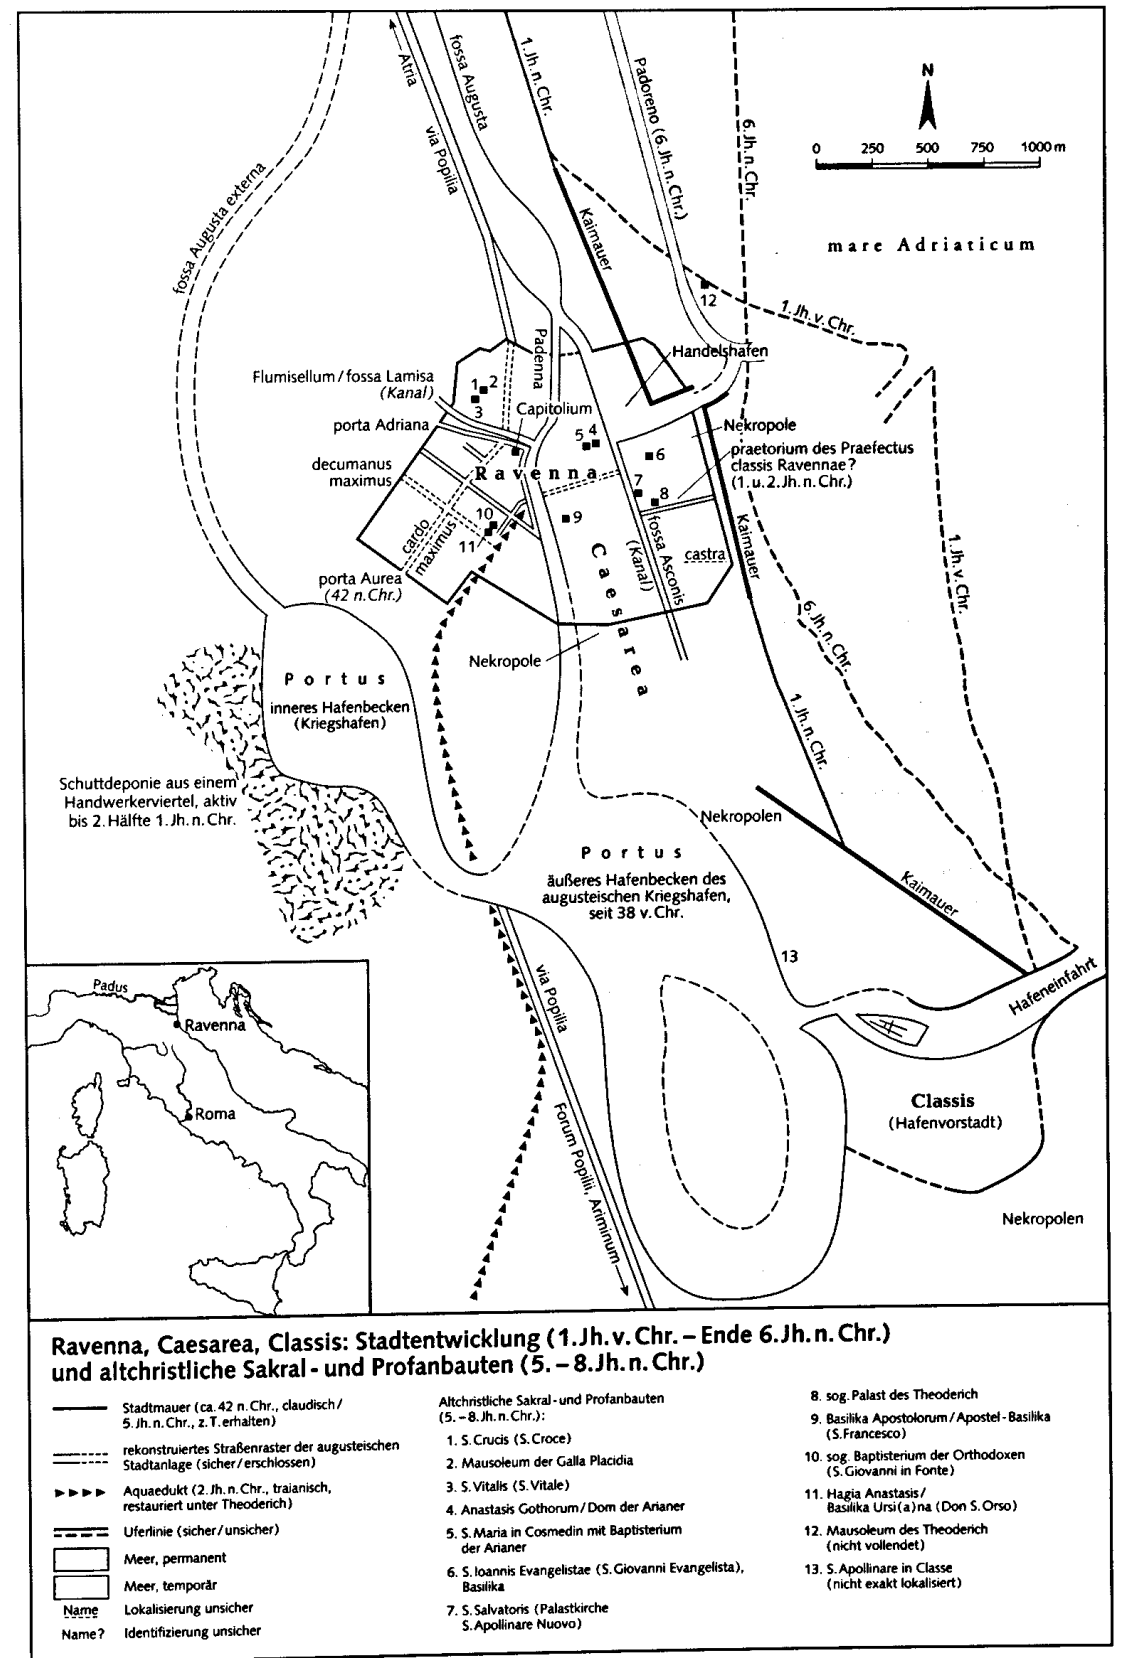 Atria
via Popilia
fossa Augusta
1. Jh. n. Chr.
Padoreno (6. Jh. n. Chr.)
6. Jh. n. Chr.
N
0 250 500 750 1000 m
fossa Augusta externa
Kaimauer
mare Adriaticum
12
1. Jh. v. Chr.
Padenna
Handelshafen
Flumisellum / fossa Lamisa
(Kanal)
1 2
3
Capitolium
porta Adriana
5 4
Nekropole
decumanus
maximus
Ravenna
6
praetorium des Praefectus
classis Ravennae?
(1. u. 2. Jh. n. Chr.)
7
8
10
9
11
cardo
maximus
Caesarea
fossa Asconis
(Kanal)
castra
Kaimauer
1. Jh. v. Chr.
porta Aurea
(42 n. Chr.)
6. Jh. n. Chr.
Nekropole
Portus
inneres Hafenbecken
(Kriegshafen)
1. Jh. n. Chr.
Schuttdeponie aus einem
Handwerkerviertel, aktiv
bis 2. Hälfte 1. Jh. n. Chr.
Nekropolen
Portus
äußeres Hafenbecken des
augusteischen Kriegshafen,
seit 38 v. Chr.
Kaimauer
13
via Popilia
Hafeneinfahrt
Padus
Ravenna
Roma
Classis
(Hafenvorstadt)
Forum Popilii, Ariminum
Nekropolen
Ravenna, Caesarea, Classis: Stadtentwicklung (1. Jh. v. Chr. – Ende 6. Jh. n. Chr.)
und altchristliche Sakral- und Profanbauten (5. – 8. Jh. n. Chr.)
Stadtmauer (ca. 42 n. Chr., claudisch /
5. Jh. n. Chr., z. T. erhalten)
rekonstruiertes Straßenraster der augusteischen
Stadtanlage (sicher / erschlossen)
Aquaedukt (2. Jh. n. Chr., traianisch,
restauriert unter Theoderich)
Uferlinie (sicher / unsicher)
Meer, permanent
Meer, temporär
Name Lokalisierung unsicher
Name? Identifizierung unsicher
Altchristliche Sakral- und Profanbauten
(5. – 8. Jh. n. Chr.):
1. S. Crucis (S. Croce)
2. Mausoleum der Galla Placidia
3. S. Vitalis (S. Vitale)
4. Anastasis Gothorum / Dom der Arianer
5. S. Maria in Cosmedin mit Baptisterium
der Arianer
6. S. Ioannis Evangelistae (S. Giovanni Evangelista),
Basilika
7. S. Salvatoris (Palastkirche
S. Apollinare Nuovo)
8. sog. Palast des Theoderich
9. Basilika Apostolorum / Apostel-Basilika
(S. Francesco)
10. sog. Baptisterium der Orthodoxen
(S. Giovanni in Fonte)
11. Hagia Anastasis /
Basilika Ursi(a)na (Don S. Orso)
12. Mausoleum des Theoderich
(nicht vollendet)
13. S. Apollinare in Classe
(nicht exakt lokalisiert)